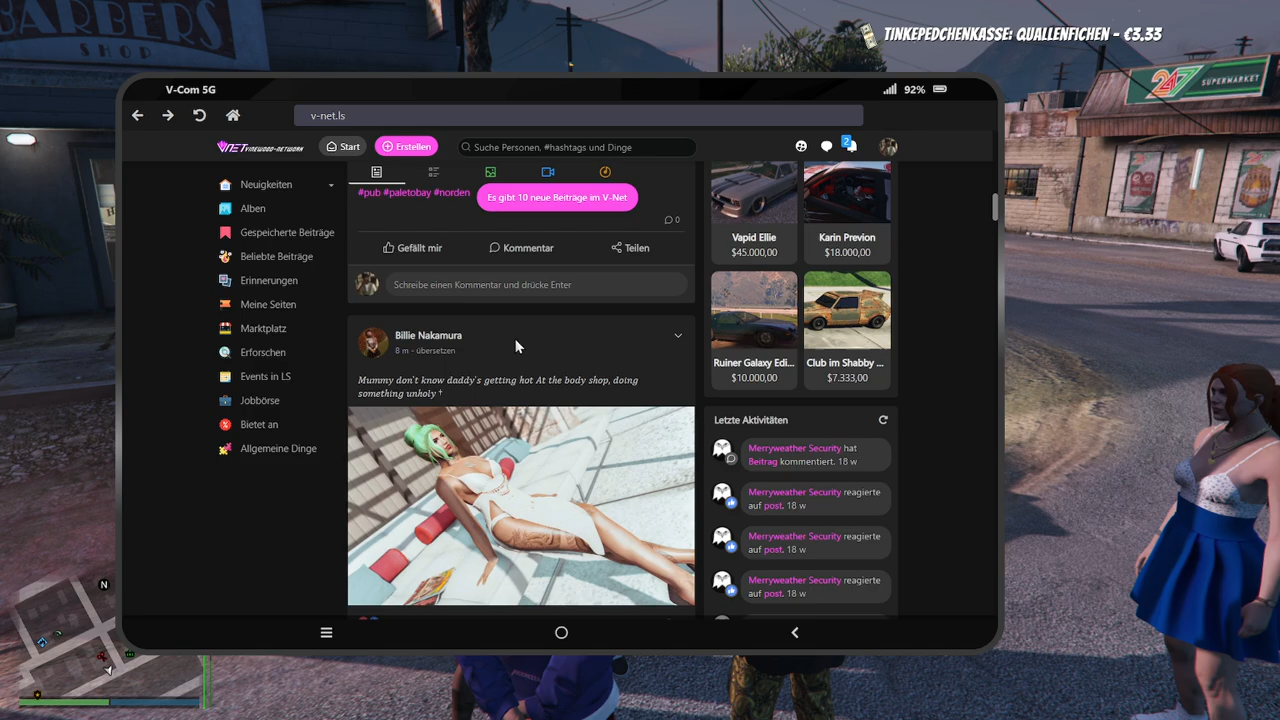 BARBERS
SHOP
TINKEPEDCHENKASSE: QUALLENFICHEN - €3.33
24/7 SUPERMARKET
V-Com 5G
92%
v-net.ls
VNET VINEWOOD-NETWORK
Start
Erstellen
Suche Personen, #hashtags und Dinge
2
Neuigkeiten
Alben
Gespeicherte Beiträge
Beliebte Beiträge
Erinnerungen
Meine Seiten
Marktplatz
Erforschen
Events in LS
Jobbörse
Bietet an
Allgemeine Dinge
#pub #paletobay #norden
Es gibt 10 neue Beiträge im V-Net
0
Gefällt mir
Kommentar
Teilen
Schreibe einen Kommentar und drücke Enter
Billie Nakamura
8 m - übersetzen
Mummy don't know daddy's getting hot At the body shop, doing
something unholy †
Vapid Ellie
$45.000,00
Karin Previon
$18.000,00
Ruiner Galaxy Edi...
$10.000,00
Club im Shabby ...
$7.333,00
Letzte Aktivitäten
Merryweather Security hat
Beitrag kommentiert. 18 w
Merryweather Security reagierte
auf post. 18 w
Merryweather Security reagierte
auf post. 18 w
Merryweather Security reagierte
auf post. 18 w
N